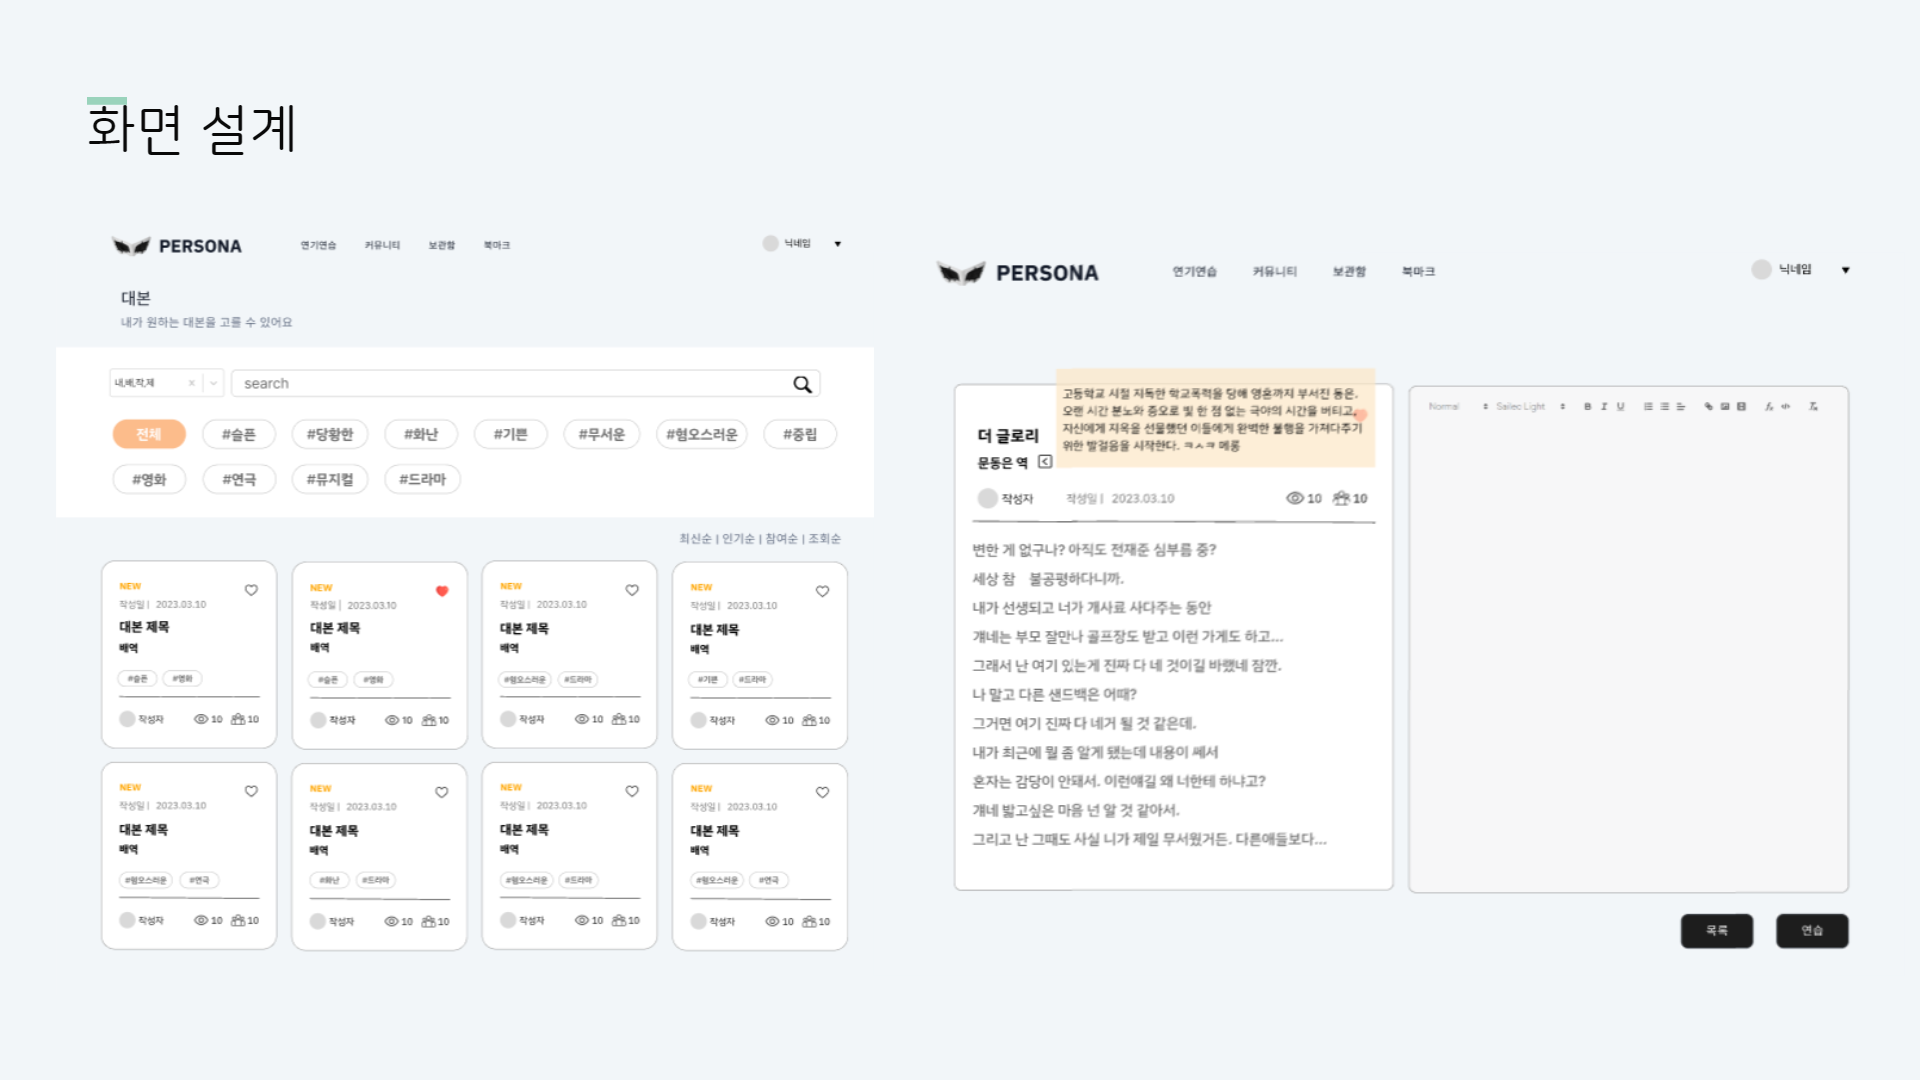 화면 설계
PERSONA 연기연습 커뮤니티 보관함 북마크 닉네임
대본
내가 원하는 대본을 고를 수 있어요
내,배,작,제 x search
전체 #슬픈 #당황한 #화난 #기쁜 #무서운 #혐오스러운 #중립
#영화 #연극 #뮤지컬 #드라마
최신순 | 인기순 | 참여순 | 조회순
NEW
작성일 | 2023.03.10
대본 제목
배역
#슬픈 #영화
작성자 10 10
NEW
작성일 | 2023.03.10
대본 제목
배역
#슬픈 #영화
작성자 10 10
NEW
작성일 | 2023.03.10
대본 제목
배역
#혐오스러운 #드라마
작성자 10 10
NEW
작성일 | 2023.03.10
대본 제목
배역
#기쁜 #드라마
작성자 10 10
NEW
작성일 | 2023.03.10
대본 제목
배역
#혐오스러운 #연극
작성자 10 10
NEW
작성일 | 2023.03.10
대본 제목
배역
#화난 #드라마
작성자 10 10
NEW
작성일 | 2023.03.10
대본 제목
배역
#혐오스러운 #드라마
작성자 10 10
NEW
작성일 | 2023.03.10
대본 제목
배역
#혐오스러운 #연극
작성자 10 10
PERSONA 연기연습 커뮤니티 보관함 북마크 닉네임
고등학교 시절 지독한 학교폭력을 당해 영혼까지 부서진 동은.
오랜 시간 분노와 증오로 빛 한 점 없는 극야의 시간을 버티고,
자신에게 지옥을 선물했던 이들에게 완벽한 불행을 가져다주기
위한 발걸음을 시작한다. ㅋㅅㅋ 메롱
더 글로리
문동은 역
작성자 작성일 | 2023.03.10 10 10
변한 게 없구나? 아직도 전재준 심부름 중?
세상 참 불공평하다니까.
내가 선생되고 너가 개사료 사다주는 동안
걔네는 부모 잘만나 골프장도 받고 이런 가게도 하고...
그래서 난 여기 있는게 진짜 다 네 것이길 바랬네 잠깐.
나 말고 다른 샌드백은 어때?
그거면 여기 진짜 다 네거 될 것 같은데.
내가 최근에 뭘 좀 알게 됐는데 내용이 쎄서
혼자는 감당이 안돼서. 이런얘길 왜 너한테 하냐고?
걔네 밟고싶은 마음 넌 알 것 같아서.
그리고 난 그때도 사실 니가 제일 무서웠거든. 다른애들보다...
Normal Sailec Light B I U
목록 연습